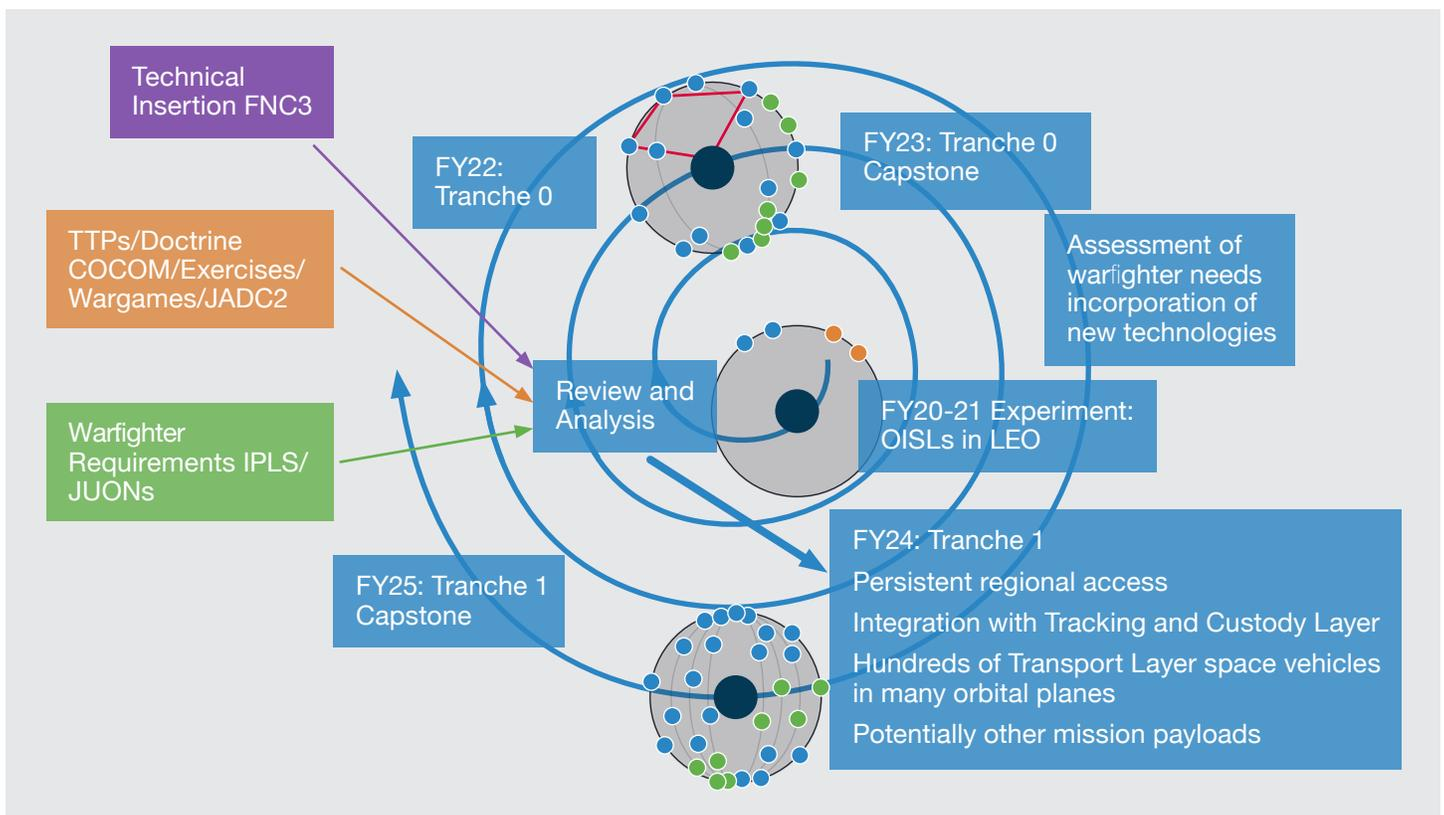 Technical
Insertion FNC3
FY22:
Tranche 0
FY23: Tranche 0
Capstone
TTPs/Doctrine
COCOM/Exercises/
Wargames/JADC2
Assessment of
warfighter needs
incorporation of
new technologies
Review and
Analysis
FY20-21 Experiment:
OISLs in LEO
Warfighter
Requirements IPLS/
JUONs
FY24: Tranche 1
Persistent regional access
Integration with Tracking and Custody Layer
Hundreds of Transport Layer space vehicles
in many orbital planes
Potentially other mission payloads
FY25: Tranche 1
Capstone